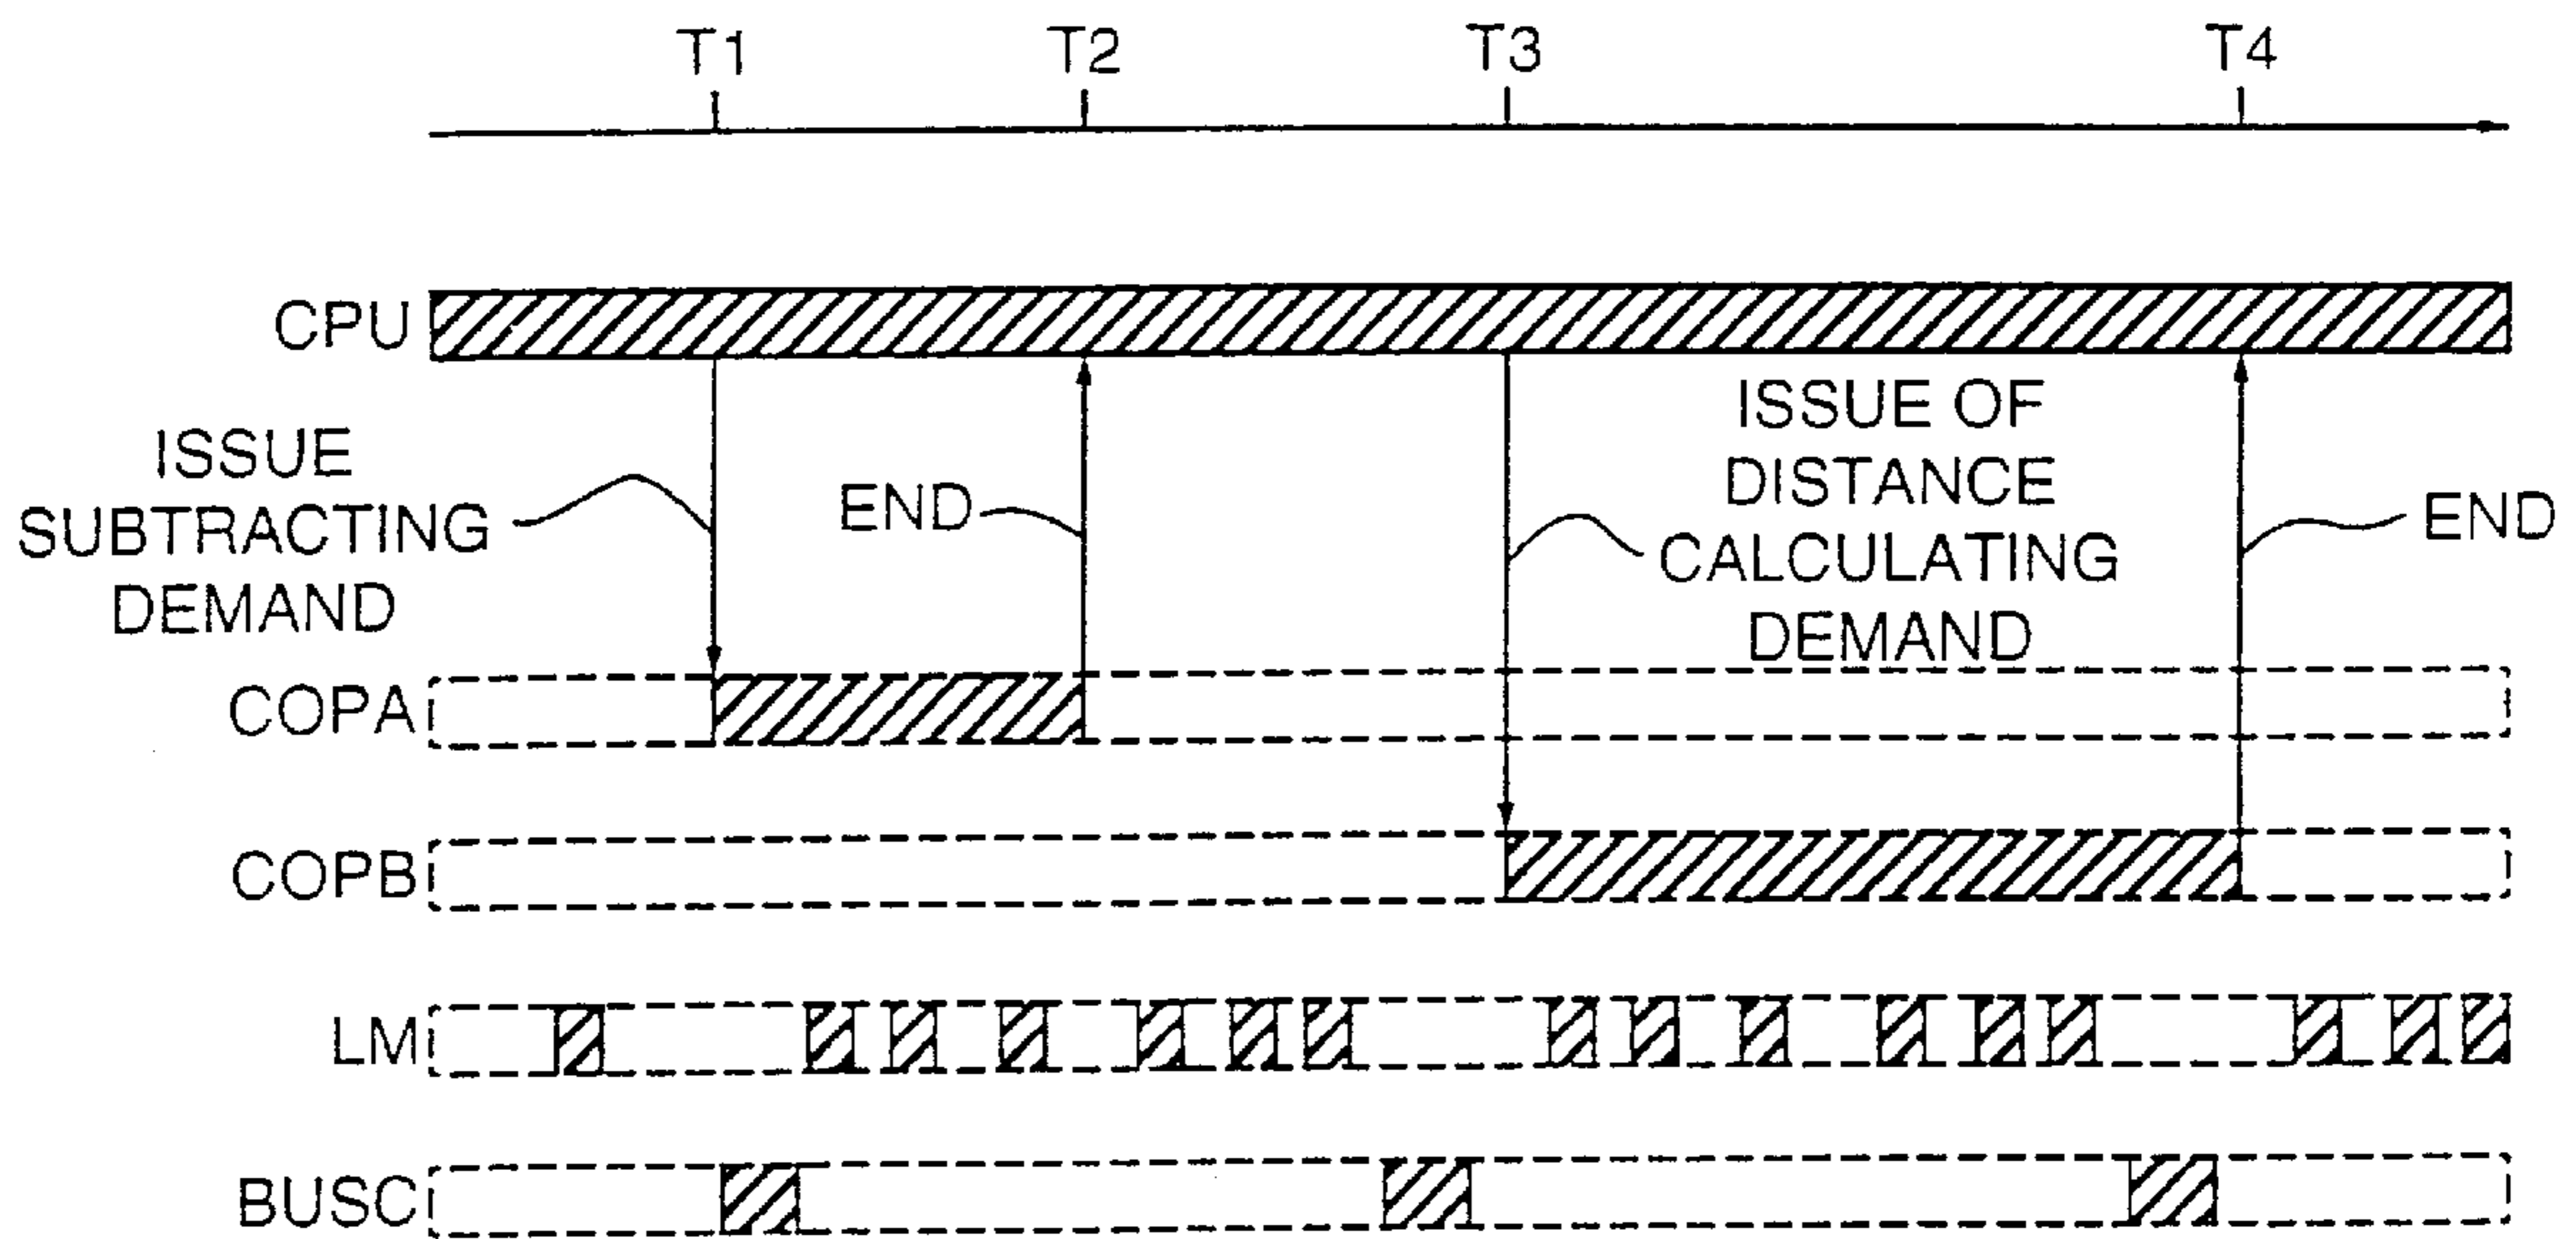 T1 T2 T3 T4
CPU
ISSUE
SUBTRACTING
DEMAND
END
ISSUE OF
DISTANCE
CALCULATING
DEMAND
END
COPA
COPB
LM
BUSC